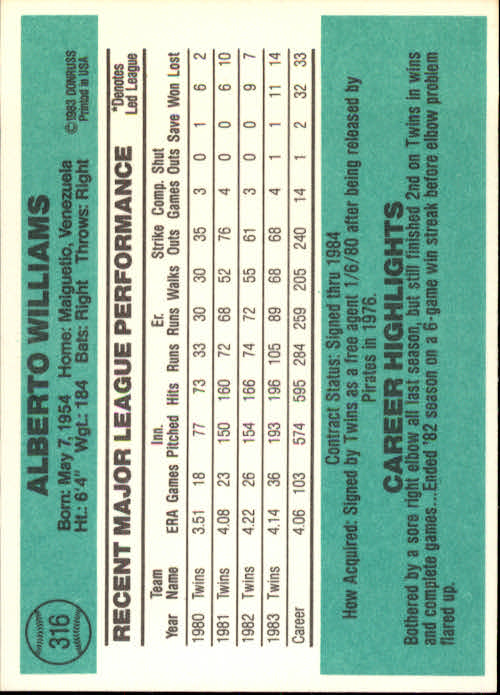 316
ALBERTO WILLIAMS
Born: May 7, 1954 Home: Maiguetio, Venezuela
Ht.: 6'4" Wgt.: 184 Bats: Right Throws: Right
©1983 DONRUSS
Printed in USA
RECENT MAJOR LEAGUE PERFORMANCE
*Denotes
Led League
Team Inn. Er. Strike Comp. Shut
Year Name ERA Games Pitched Hits Runs Runs Walks Outs Games Outs Save Won Lost
1980 Twins 3.51 18 77 73 33 30 30 35 3 0 1 6 2
1981 Twins 4.08 23 150 160 72 68 52 76 4 0 0 6 10
1982 Twins 4.22 26 154 166 74 72 55 61 3 0 0 9 7
1983 Twins 4.14 36 193 196 105 89 68 68 4 1 1 11 14
Career 4.06 103 574 595 284 259 205 240 14 1 2 32 33
Contract Status: Signed thru 1984
How Acquired: Signed by Twins as a free agent 1/6/80 after being released by
Pirates in 1976.
CAREER HIGHLIGHTS
Bothered by a sore right elbow all last season, but still finished 2nd on Twins in wins
and complete games...Ended '82 season on a 6-game win streak before elbow problem
flared up.